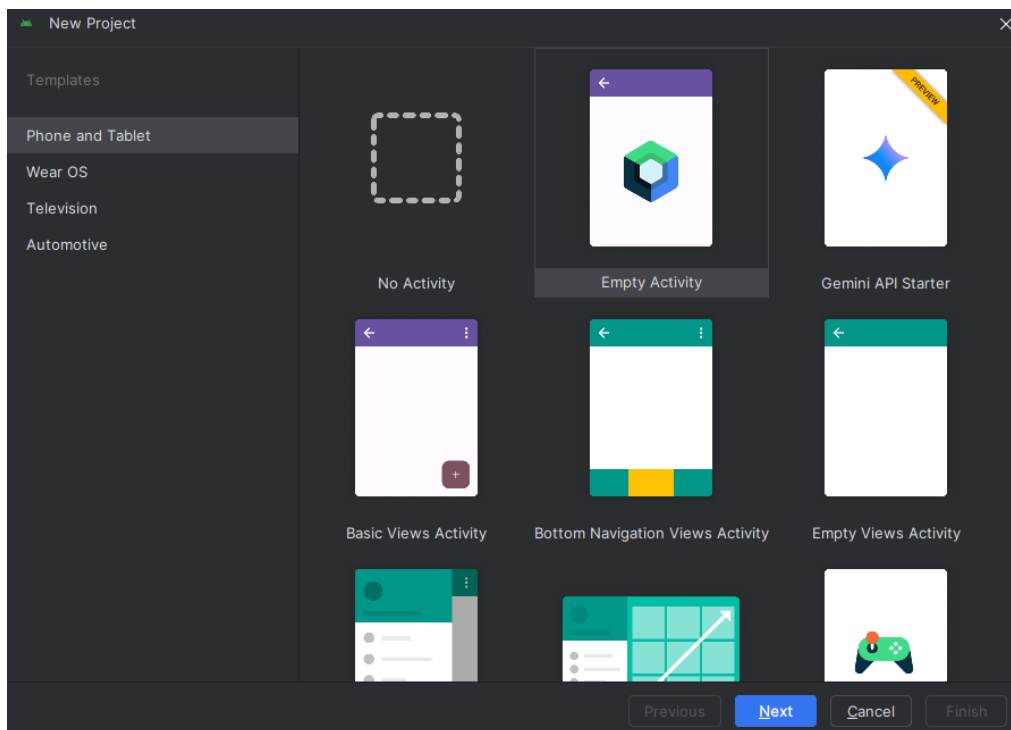 New Project
Templates
Phone and Tablet
Wear OS
Television
Automotive
No Activity
Empty Activity
PREVIEW
Gemini API Starter
Basic Views Activity
Bottom Navigation Views Activity
Empty Views Activity
Previous
Next
Cancel
Finish